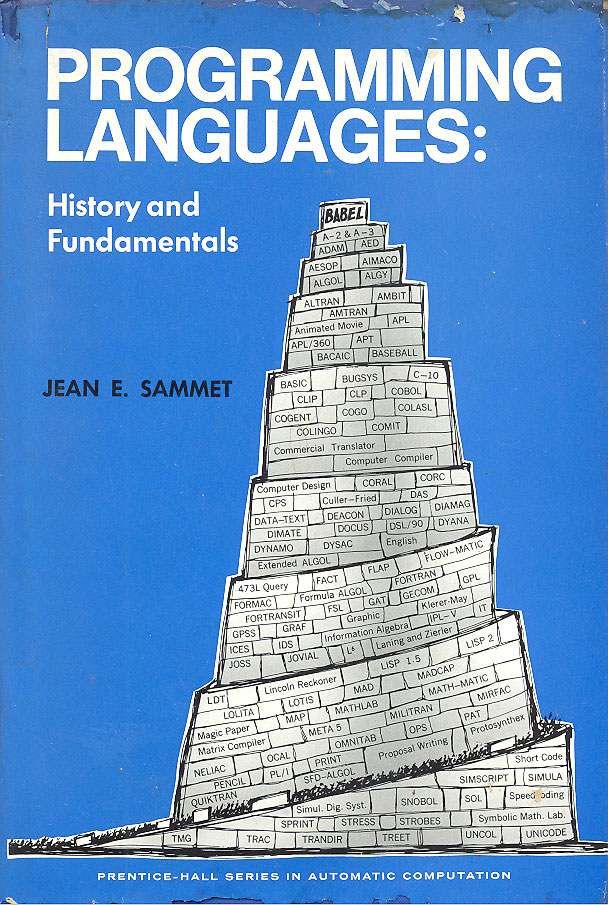 PROGRAMMING
LANGUAGES:
History and
Fundamentals
JEAN E. SAMMET
BABEL
A-2 & A-3
ADAM AED
AESOP AIMACO
ALGOL ALGY
ALTRAN AMBIT
AMTRAN
Animated Movie APL
APL/360 APT
BACAIC BASEBALL
BASIC BUGSYS C-10
CLIP CLP COBOL
COGENT COGO COLASL
COLINGO COMIT
Commercial Translator
Computer Compiler
Computer Design CORAL CORC
CPS Culler-Fried DAS
DATA-TEXT DEACON DIALOG DIAMAG
DIMATE DOCUS DSL/90 DYANA
DYNAMO DYSAC English
Extended ALGOL
473L Query FACT FLAP FLOW-MATIC
FORMAC Formula ALGOL FORTRAN
FORTRANSIT FSL GAT GECOM GPL
GPSS GRAF Graphic Klerer-May
ICES IDS Information Algebra IPL-V IT
JOSS JOVIAL L⁶ Laning and Zierler
LDT Lincoln Reckoner LISP 1.5 LISP 2
LOLITA LOTIS MAD MADCAP
Magic Paper MAP MATHLAB MATH-MATIC
Matrix Compiler META 5 MILITRAN MIRFAC
NELIAC OCAL OMNITAB OPS PAT
PENCIL PL/I PRINT Proposal Writing Protosynthex
QUIKTRAN SFD-ALGOL
Short Code
SIMSCRIPT SIMULA
Simul. Dig. Syst. SNOBOL SOL
SPRINT STRESS STROBES Symbolic Math. Lab.
TMG TRAC TRANDIR TREET UNCOL UNICODE
PRENTICE-HALL SERIES IN AUTOMATIC COMPUTATION